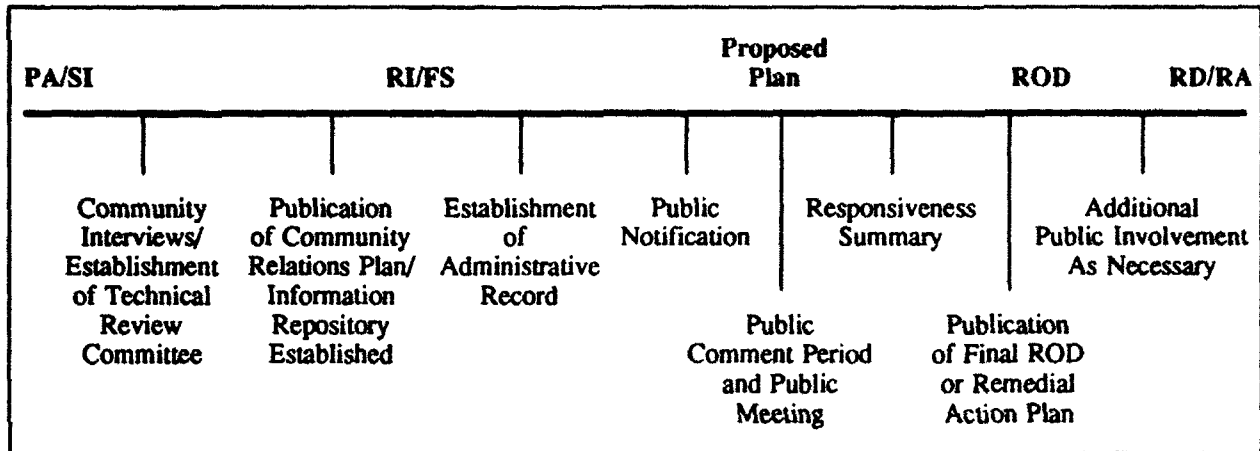 PA/SI
RI/FS
Proposed
Plan
ROD
RD/RA
Community
Interviews/
Establishment
of Technical
Review
Committee
Publication
of Community
Relations Plan/
Information
Repository
Established
Establishment
of
Administrative
Record
Public
Notification
Public
Comment Period
and Public
Meeting
Responsiveness
Summary
Publication
of Final ROD
or Remedial
Action Plan
Additional
Public Involvement
As Necessary